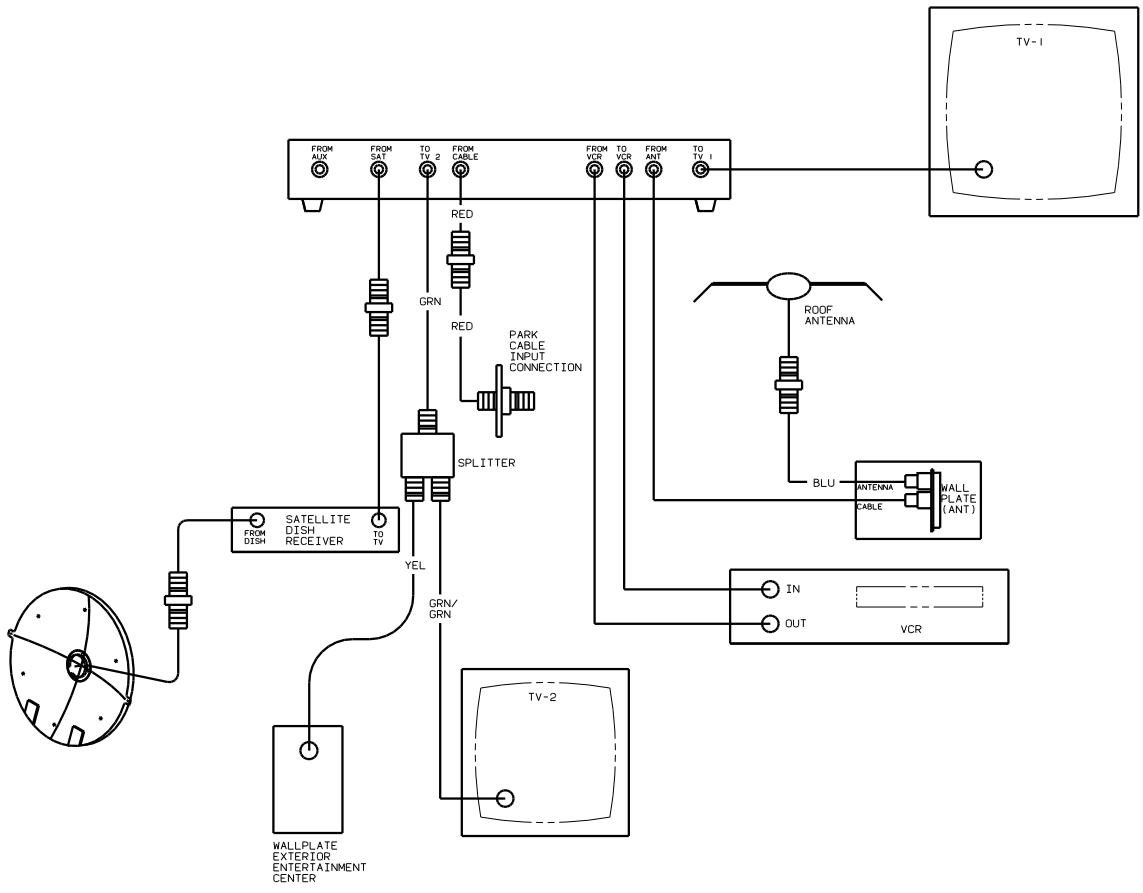 TV-1
FROM
AUX
FROM
SAT
TO
TV 2
FROM
CABLE
FROM
VCR
TO
VCR
FROM
ANT
TO
TV 1
RED
GRN
RED
PARK
CABLE
INPUT
CONNECTION
ROOF
ANTENNA
SPLITTER
BLU
ANTENNA
CABLE
WALL
PLATE
(ANT)
SATELLITE
DISH
RECEIVER
FROM
DISH
TO
TV
YEL
GRN/
GRN
IN
OUT
VCR
TV-2
WALLPLATE
EXTERIOR
ENTERTAINMENT
CENTER